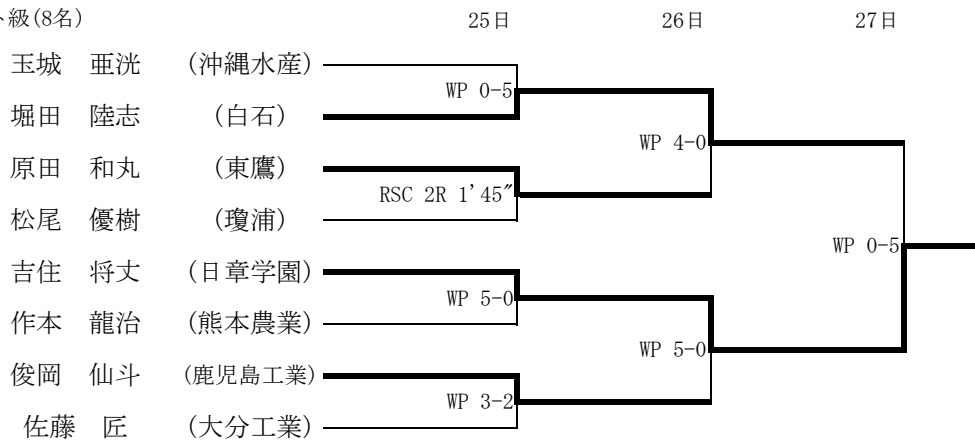 ト級(8名) 25日 26日 27日
玉城 亜洸 (沖縄水産)
WP 0-5
堀田 陸志 (白石)
WP 4-0
原田 和丸 (東鷹)
RSC 2R 1'45″
松尾 優樹 (瓊浦)
WP 0-5
吉住 将丈 (日章学園)
WP 5-0
作本 龍治 (熊本農業)
WP 5-0
俊岡 仙斗 (鹿児島工業)
WP 3-2
佐藤 匠 (大分工業)